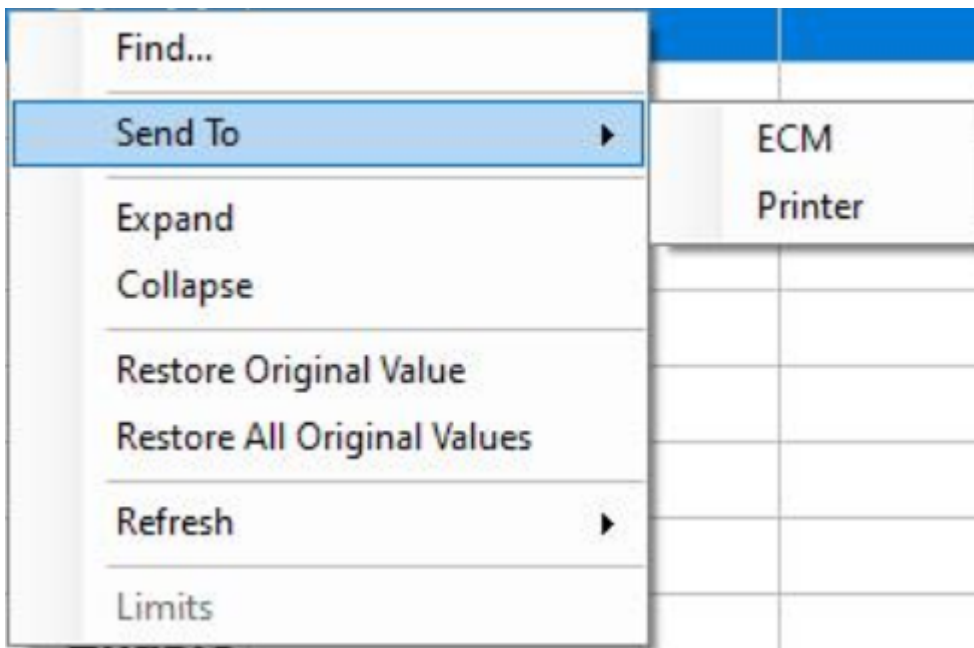 Find...
Send To
ECM
Printer
Expand
Collapse
Restore Original Value
Restore All Original Values
Refresh
Limits